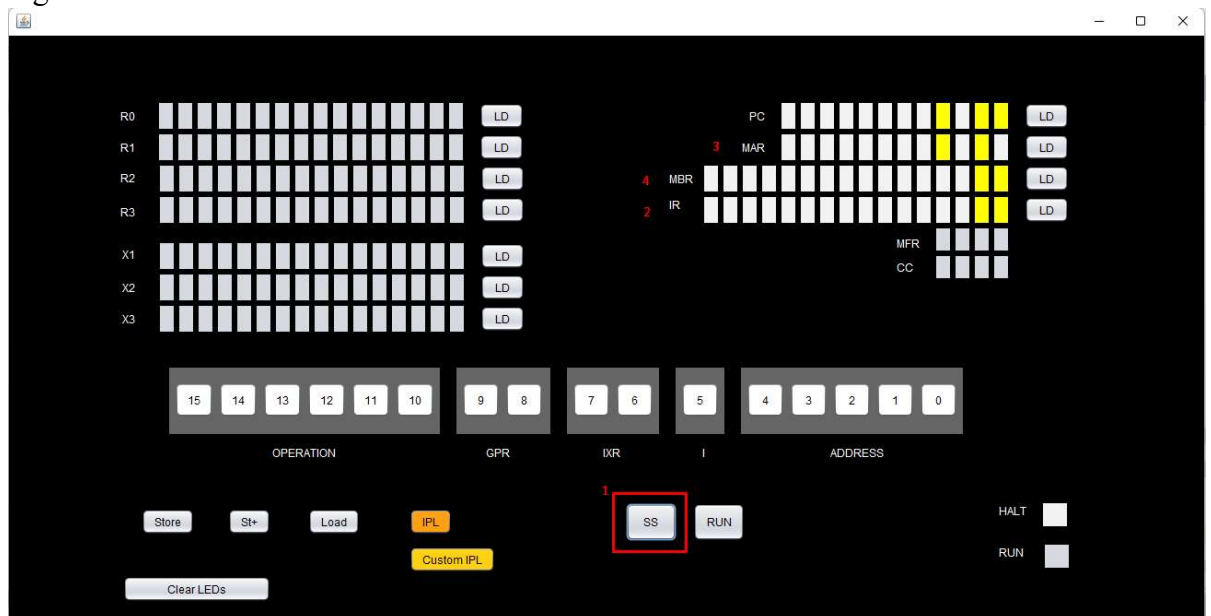 R0 LD PC LD
R1 LD 3 MAR LD
R2 LD 4 MBR LD
R3 LD 2 IR LD
MFR
X1 LD CC
X2 LD
X3 LD
15 14 13 12 11 10 9 8 7 6 5 4 3 2 1 0
OPERATION GPR IXR I ADDRESS
1
Store St+ Load IPL SS RUN HALT
Custom IPL RUN
Clear LEDs